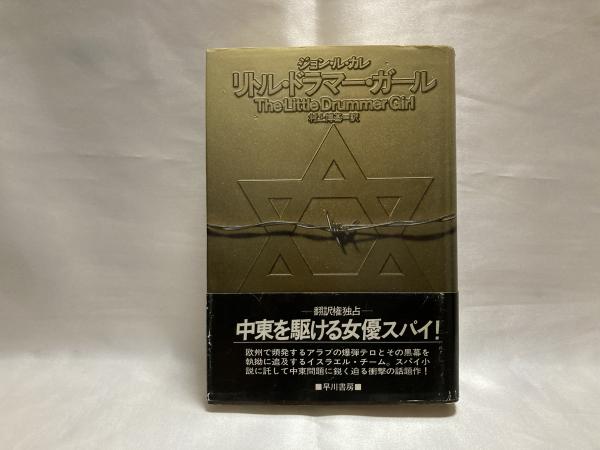 ジョン・ル・カレ
リトル・ドラマー・ガール
The Little Drummer Girl
村上博基=訳
—翻訳権独占—
中東を駆ける女優スパイ!
欧州で頻発するアラブの爆弾テロとその黒幕を
執拗に追及するイスラエル・チーム。スパイ小
説に託して中東問題に鋭く迫る衝撃の話題作!
■早川書房■